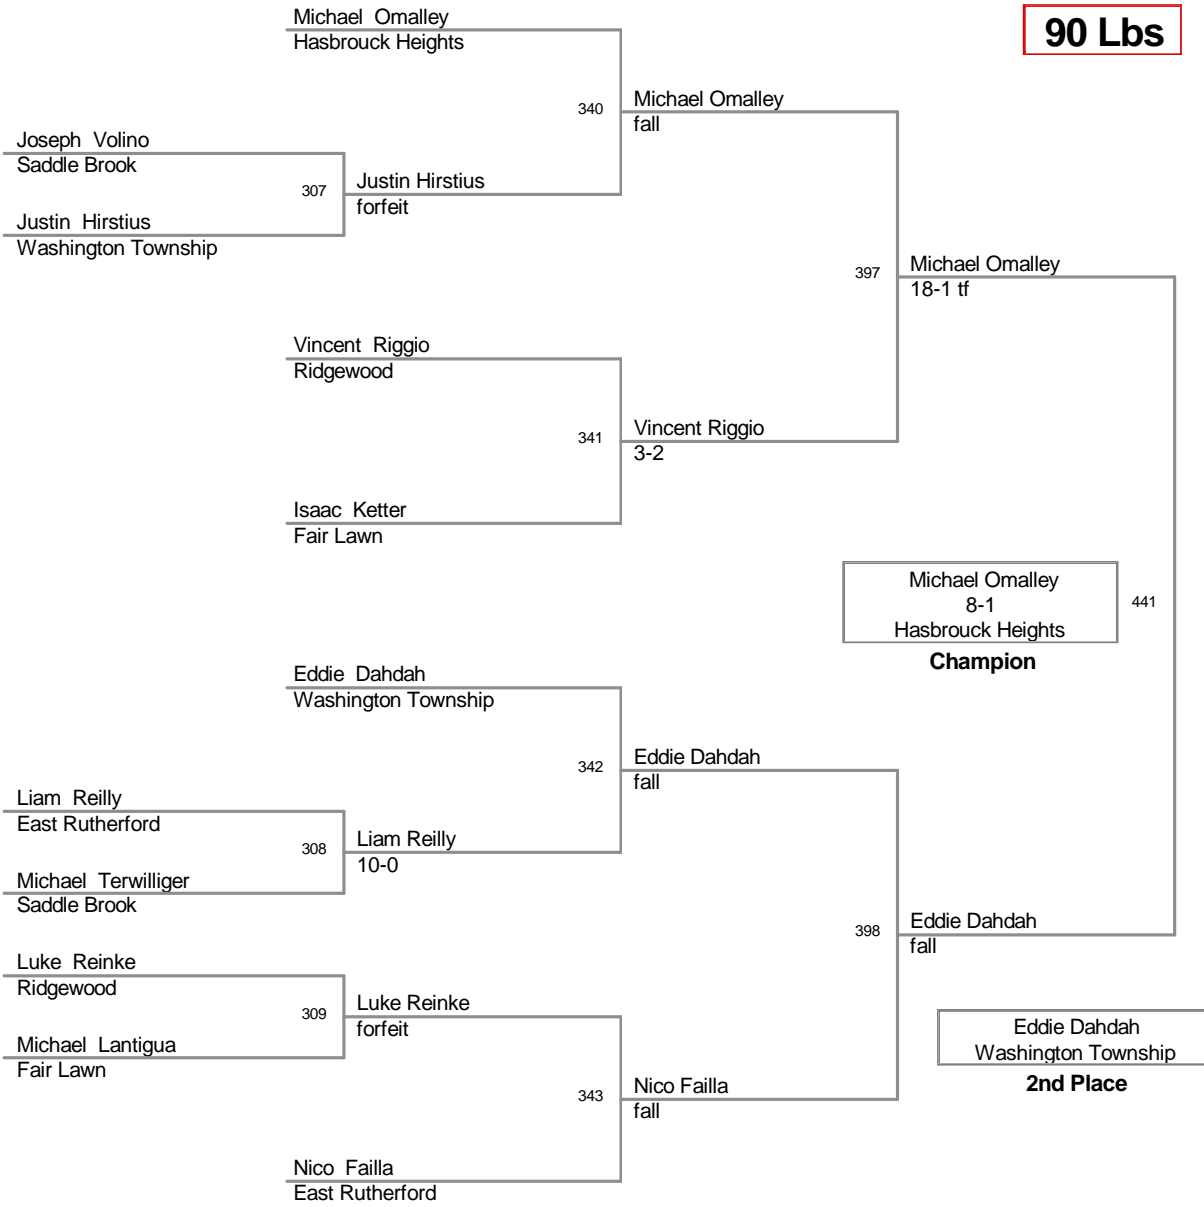 Michael Omalley
Hasbrouck Heights
90 Lbs
340
Michael Omalley
fall
Joseph Volino
Saddle Brook
307
Justin Hirstius
forfeit
Justin Hirstius
Washington Township
397
Michael Omalley
18-1 tf
Vincent Riggio
Ridgewood
341
Vincent Riggio
3-2
Isaac Ketter
Fair Lawn
Michael Omalley
8-1
Hasbrouck Heights
441
Champion
Eddie Dahdah
Washington Township
342
Eddie Dahdah
fall
Liam Reilly
East Rutherford
308
Liam Reilly
10-0
Michael Terwilliger
Saddle Brook
398
Eddie Dahdah
fall
Luke Reinke
Ridgewood
309
Luke Reinke
forfeit
Michael Lantigua
Fair Lawn
Eddie Dahdah
Washington Township
2nd Place
343
Nico Failla
fall
Nico Failla
East Rutherford